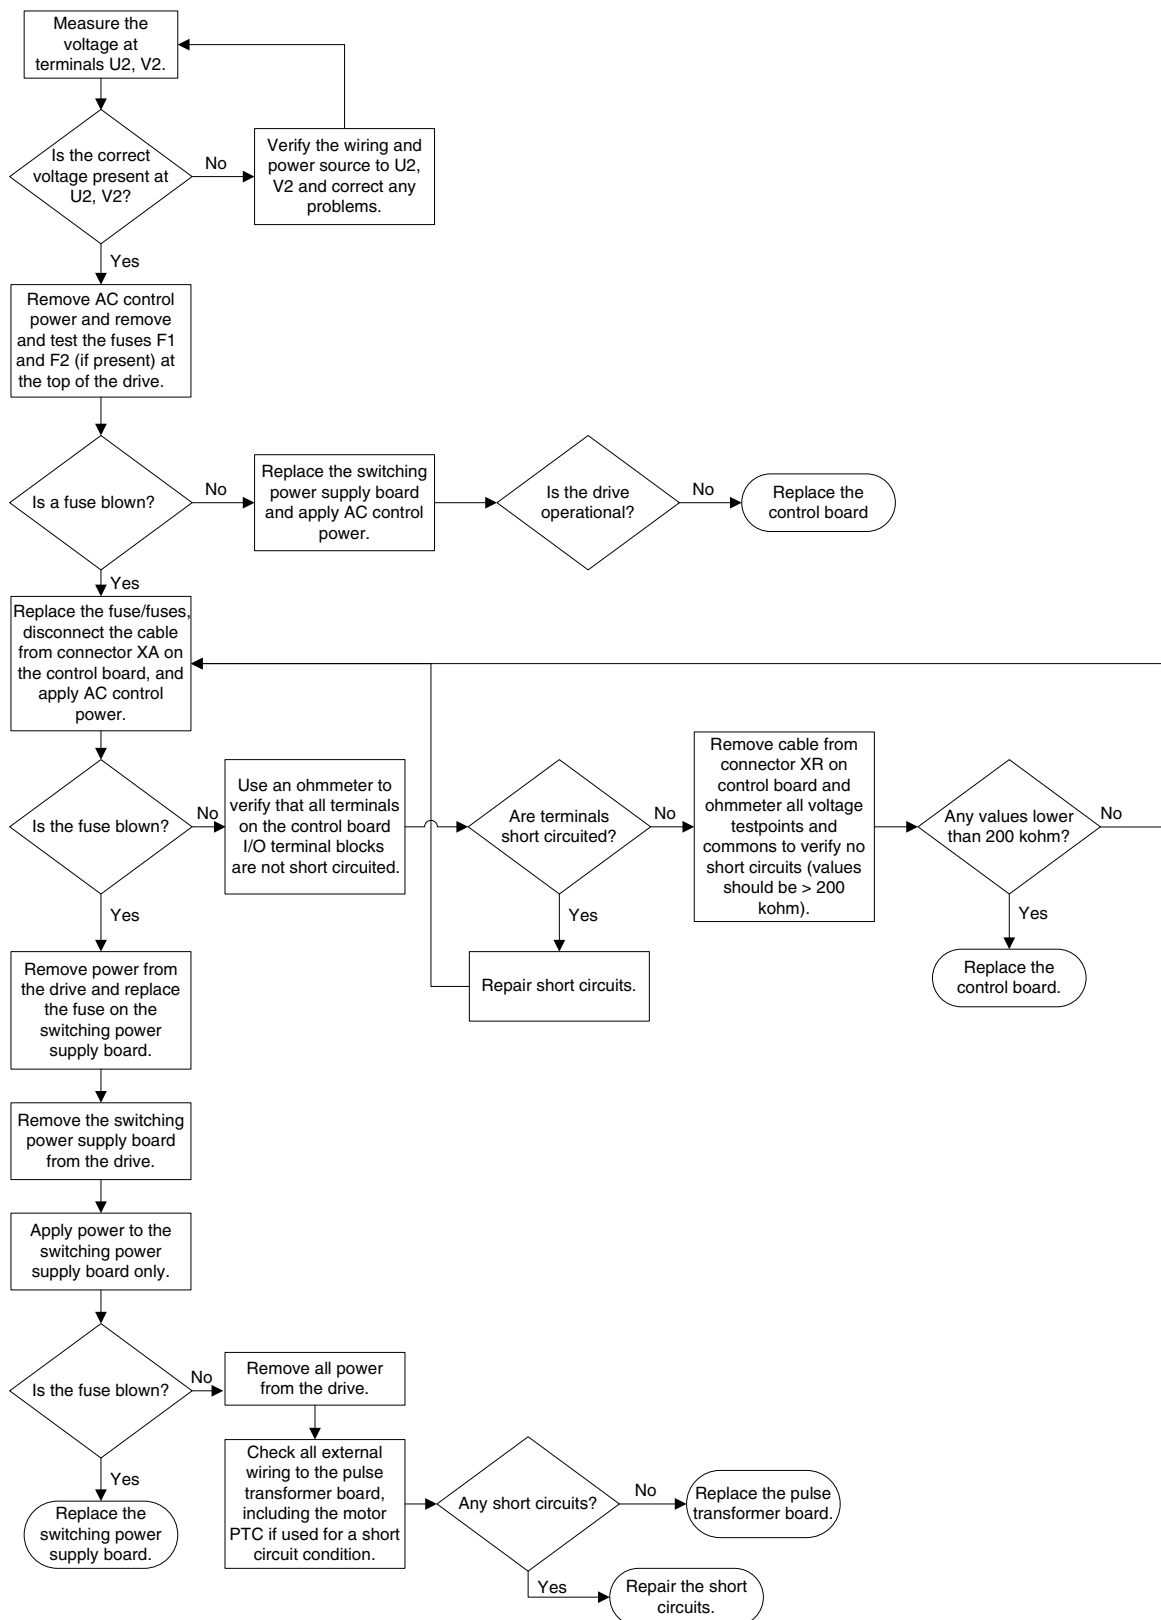 Measure the
voltage at
terminals U2, V2.
Is the correct
voltage present at
U2, V2?
No
Verify the wiring and
power source to U2,
V2 and correct any
problems.
Yes
Remove AC control
power and remove
and test the fuses F1
and F2 (if present) at
the top of the drive.
Is a fuse blown?
No
Replace the switching
power supply board
and apply AC control
power.
Is the drive
operational?
No
Replace the
control board
Yes
Replace the fuse/fuses,
disconnect the cable
from connector XA on
the control board, and
apply AC control
power.
Is the fuse blown?
No
Use an ohmmeter to
verify that all terminals
on the control board
I/O terminal blocks
are not short circuited.
Are terminals
short circuited?
No
Remove cable from
connector XR on
control board and
ohmmeter all voltage
testpoints and
commons to verify no
short circuits (values
should be > 200
kohm).
Any values lower
than 200 kohm?
No
Yes
Repair short circuits.
Yes
Replace the
control board.
Yes
Remove power from
the drive and replace
the fuse on the
switching power
supply board.
Remove the switching
power supply board
from the drive.
Apply power to the
switching power
supply board only.
Is the fuse blown?
No
Remove all power
from the drive.
Check all external
wiring to the pulse
transformer board,
including the motor
PTC if used for a short
circuit condition.
Any short circuits?
No
Replace the pulse
transformer board.
Yes
Replace the
switching power
supply board.
Yes
Repair the short
circuits.